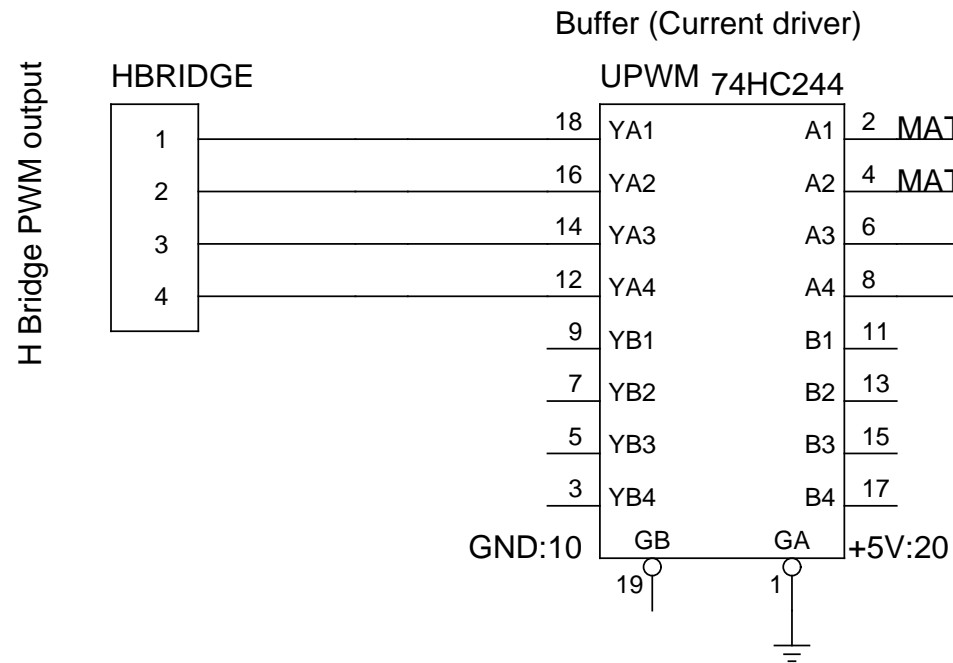 Buffer (Current driver)
H Bridge PWM output
HBRIDGE
UPWM 74HC244
1 18 YA1 A1 2 MAT
2 16 YA2 A2 4 MAT
3 14 YA3 A3 6
4 12 YA4 A4 8
9 YB1 B1 11
7 YB2 B2 13
5 YB3 B3 15
3 YB4 B4 17
GND:10 GB GA +5V:20
19 1